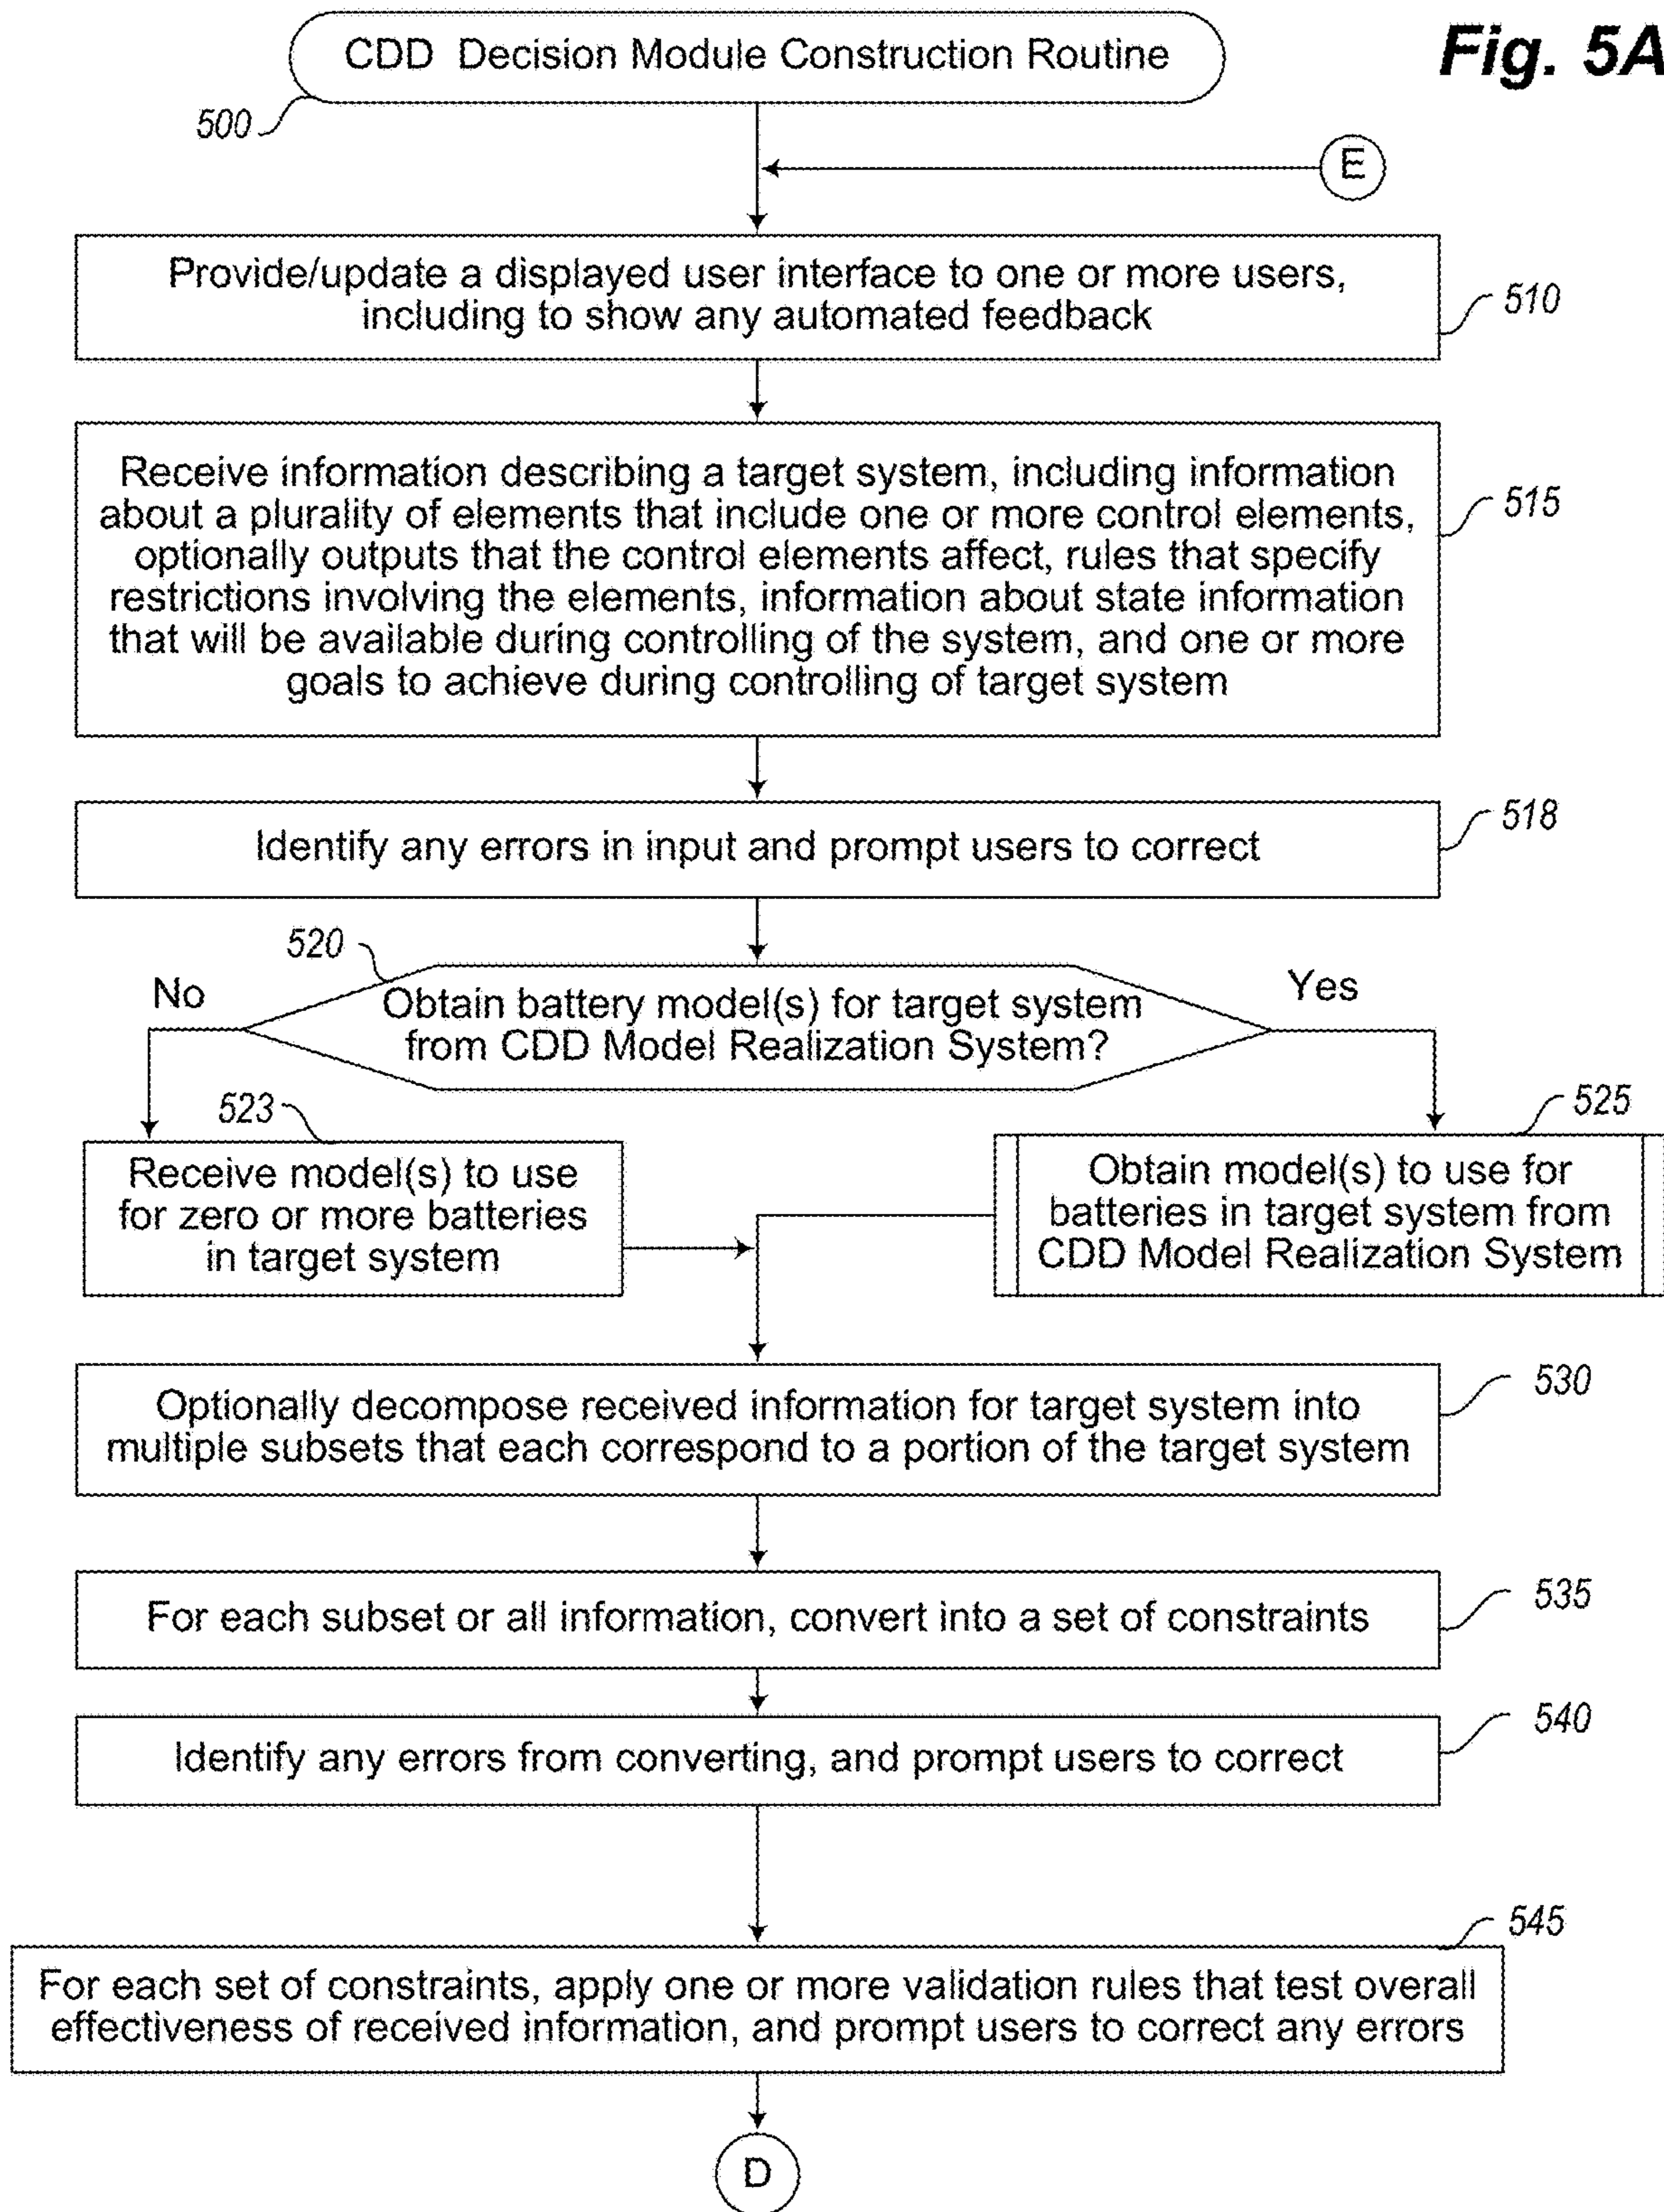 CDD Decision Module Construction Routine
Fig. 5A
500
E
Provide/update a displayed user interface to one or more users,
including to show any automated feedback
510
Receive information describing a target system, including information
about a plurality of elements that include one or more control elements,
optionally outputs that the control elements affect, rules that specify
restrictions involving the elements, information about state information
that will be available during controlling of the system, and one or more
goals to achieve during controlling of target system
515
Identify any errors in input and prompt users to correct
518
520
No
Obtain battery model(s) for target system
from CDD Model Realization System?
Yes
523
Receive model(s) to use
for zero or more batteries
in target system
525
Obtain model(s) to use for
batteries in target system from
CDD Model Realization System
Optionally decompose received information for target system into
multiple subsets that each correspond to a portion of the target system
530
For each subset or all information, convert into a set of constraints
535
Identify any errors from converting, and prompt users to correct
540
545
For each set of constraints, apply one or more validation rules that test overall
effectiveness of received information, and prompt users to correct any errors
D